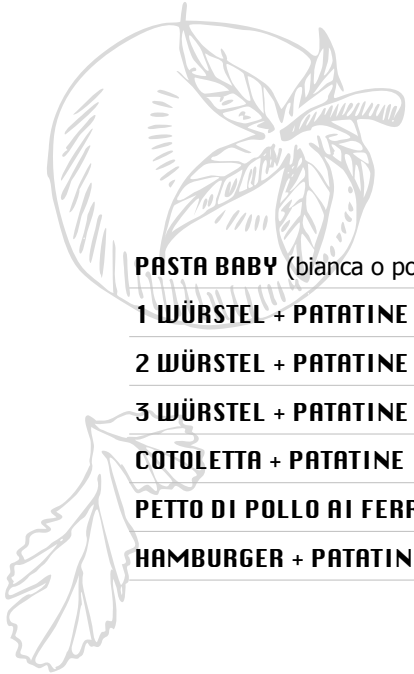 PASTA BABY (bianca o
1 WÜRSTEL + PATATINE
2 WÜRSTEL + PATATINE
3 WÜRSTEL + PATATINE
COTOLETTA + PATATINE
PETTO DI POLLO AI
HAMBURGER +